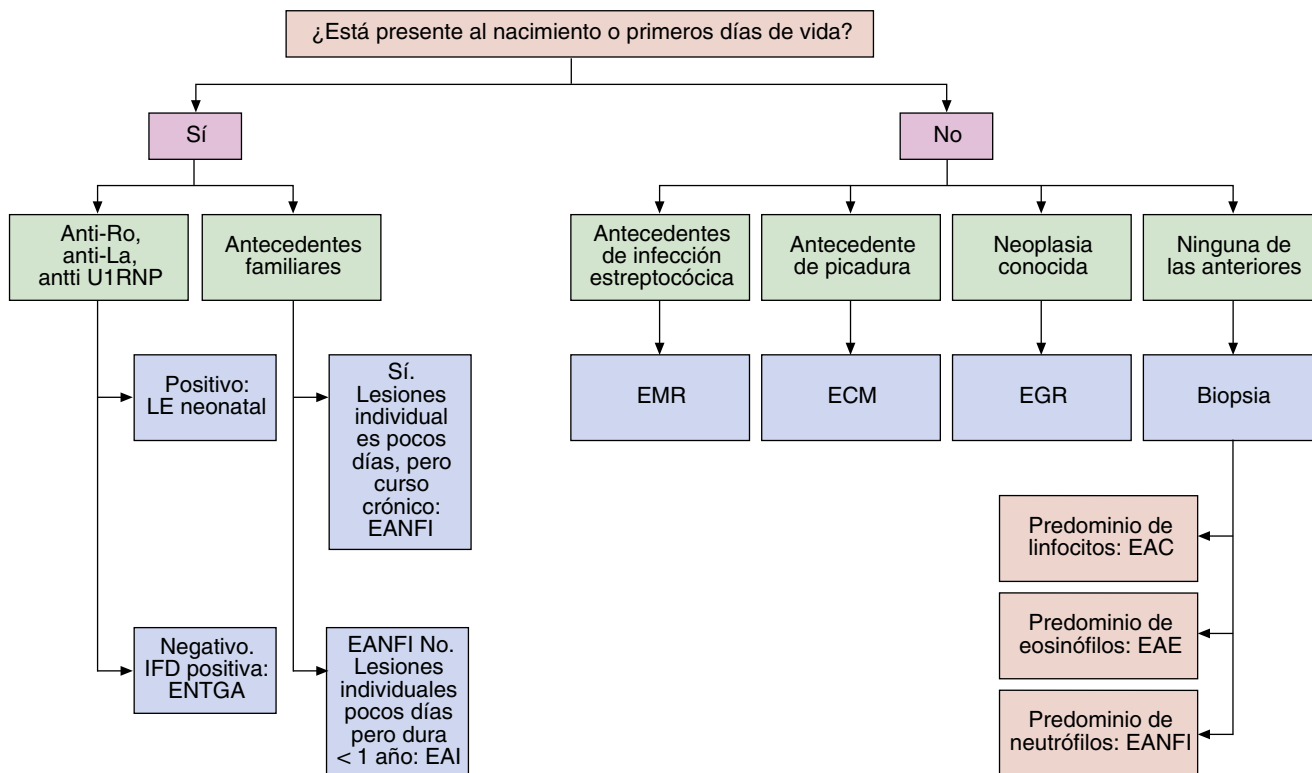 ¿Está presente al nacimiento o primeros días de vida?
Sí
No
Anti-Ro,
anti-La,
antti U1RNP
Antecedentes
familiares
Antecedentes
de infección
estreptocócica
Antecedente
de picadura
Neoplasia
conocida
Ninguna de
las anteriores
Positivo:
LE neonatal
Sí.
Lesiones
individual
es pocos
días, pero
curso
crónico:
EANFI
EMR
ECM
EGR
Biopsia
Negativo.
IFD positiva:
ENTGA
EANFI No.
Lesiones
individuales
pocos días
pero dura
< 1 año: EAI
Predominio de
linfocitos: EAC
Predominio de
eosinófilos: EAE
Predominio de
neutrófilos: EANFI